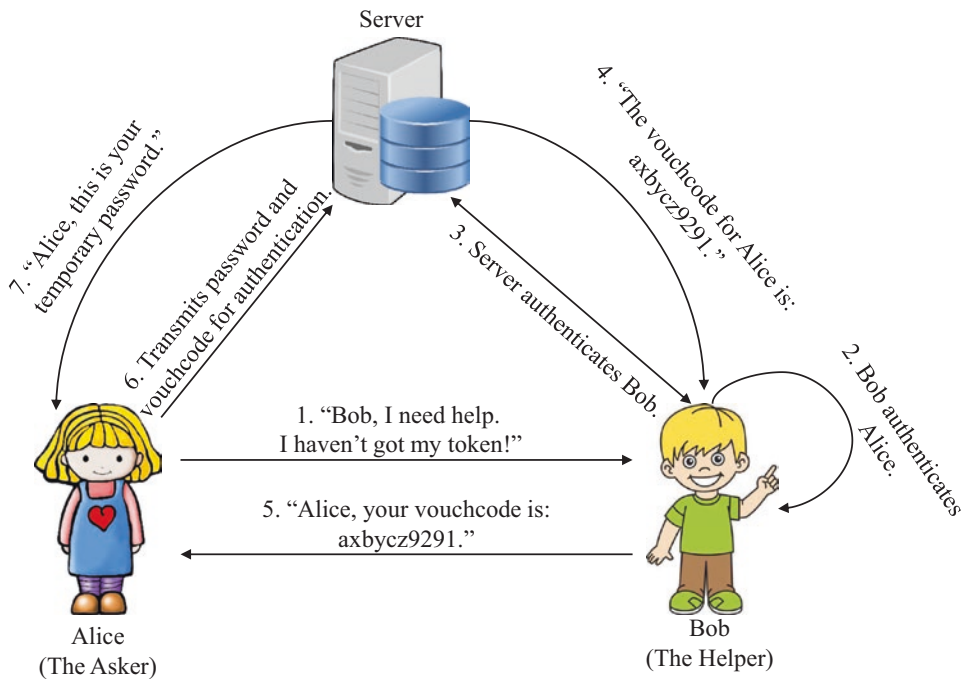 Server
1. “Bob, I need help.
I haven’t got my token!”
2. Bob authenticates
Alice.
3. Server authenticates Bob.
4. “The vouchcode for Alice is:
axbycz9291.”
5. “Alice, your vouchcode is:
axbycz9291.”
6. Transmits password and
vouchcode for authentication.
7. “Alice, this is your
temporary password.”
Alice
(The Asker)
Bob
(The Helper)